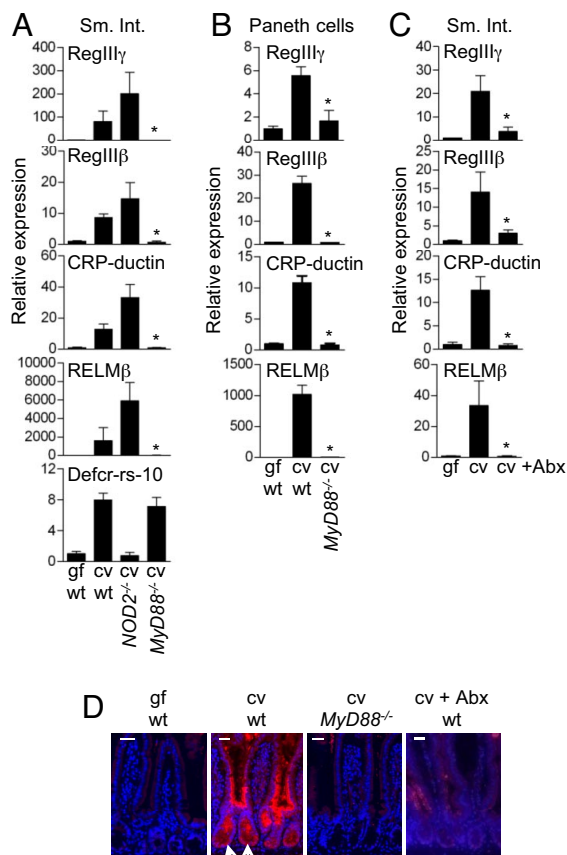 A
Sm. Int.
Relative expression
RegIIIγ
400
300
200
100
0
*
RegIIIβ
30
20
10
0
*
CRP-ductin
60
40
20
0
*
RELMβ
10000
8000
6000
4000
2000
0
*
Defcr-rs-10
12
8
4
0
gf
wt
cv
wt
cv
NOD2-/-
cv
MyD88-/-
B
Paneth cells
Relative expression
RegIIIγ
8
6
4
2
0
*
RegIIIβ
40
30
20
10
0
*
CRP-ductin
15
10
5
0
*
RELMβ
1500
1000
500
0
*
gf
wt
cv
wt
cv
MyD88-/-
C
Sm. Int.
Relative expression
RegIIIγ
40
30
20
10
0
*
RegIIIβ
25
20
15
10
5
0
*
CRP-ductin
20
15
10
5
0
*
RELMβ
60
40
20
0
*
gf cv cv +Abx
D
gf
wt
cv
wt
cv
MyD88-/-
cv + Abx
wt